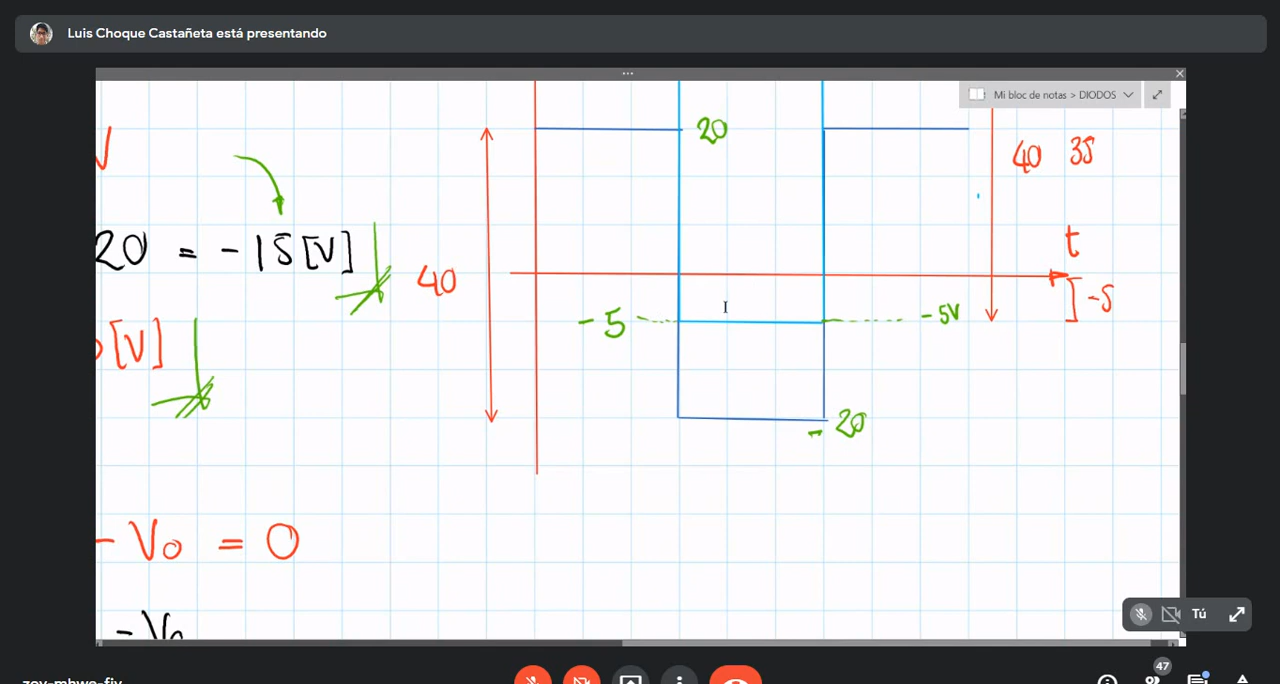 Luis Choque Castañeta está presentando
Mi bloc de notas > DIODOS
20
40 35
20 = -15[V]
40
t
] -5
-5
-5V
[V]
-20
- Vo = 0
- Vo
Tú
47